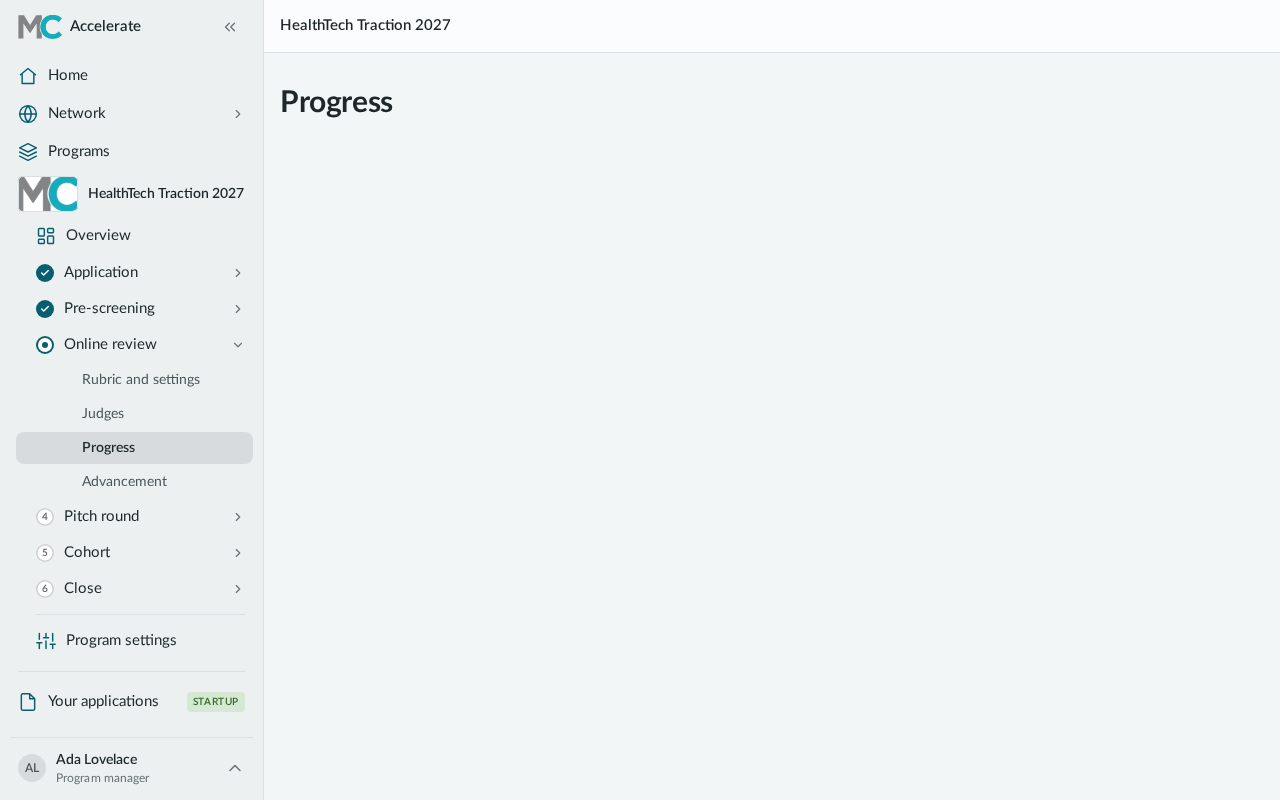 MC Accelerate
Home
Network
Programs
MC HealthTech Traction 2027
Overview
Application
Pre-screening
Online review
Rubric and settings
Judges
Progress
Advancement
4 Pitch round
5 Cohort
6 Close
Program settings
Your applications STARTUP
AL Ada Lovelace
Program manager
HealthTech Traction 2027
Progress